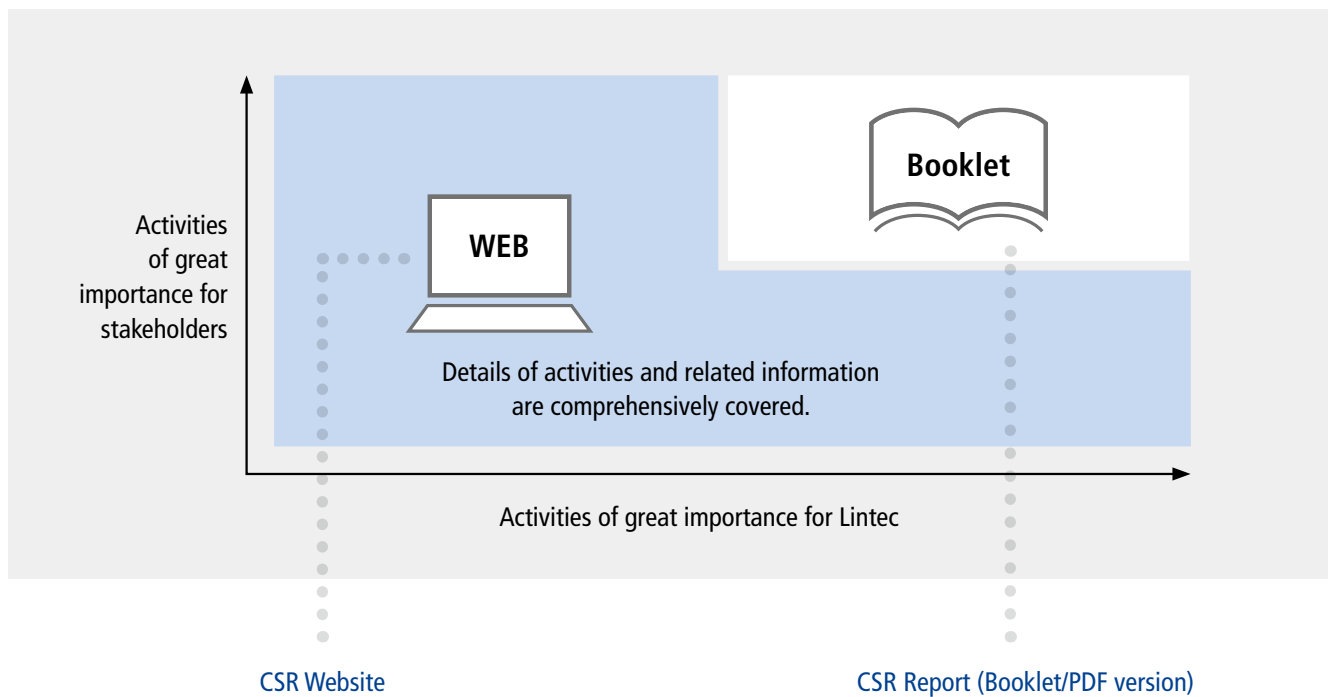 Booklet
WEB
Activities
of great
importance for
stakeholders
Details of activities and related information
are comprehensively covered.
Activities of great importance for Lintec
CSR Website
CSR Report (Booklet/PDF version)